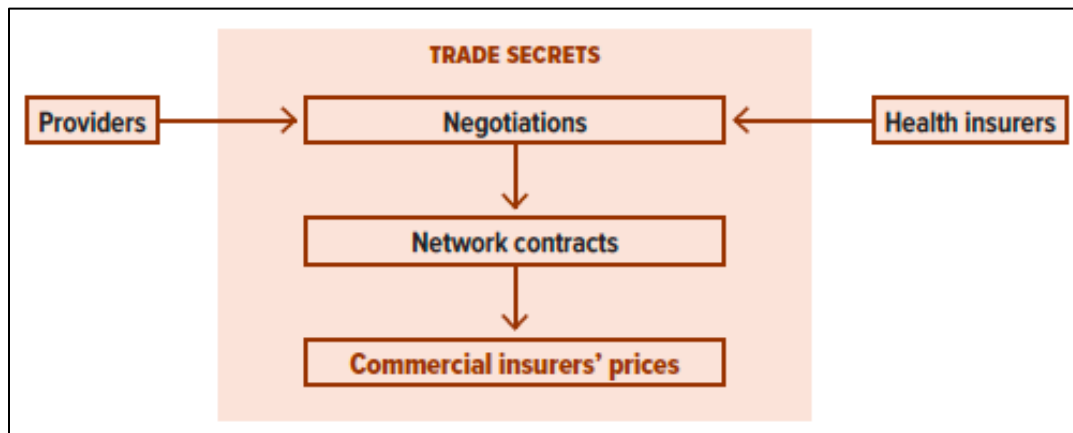 TRADE SECRETS
Providers
Negotiations
Health insurers
Network contracts
Commercial insurers’ prices